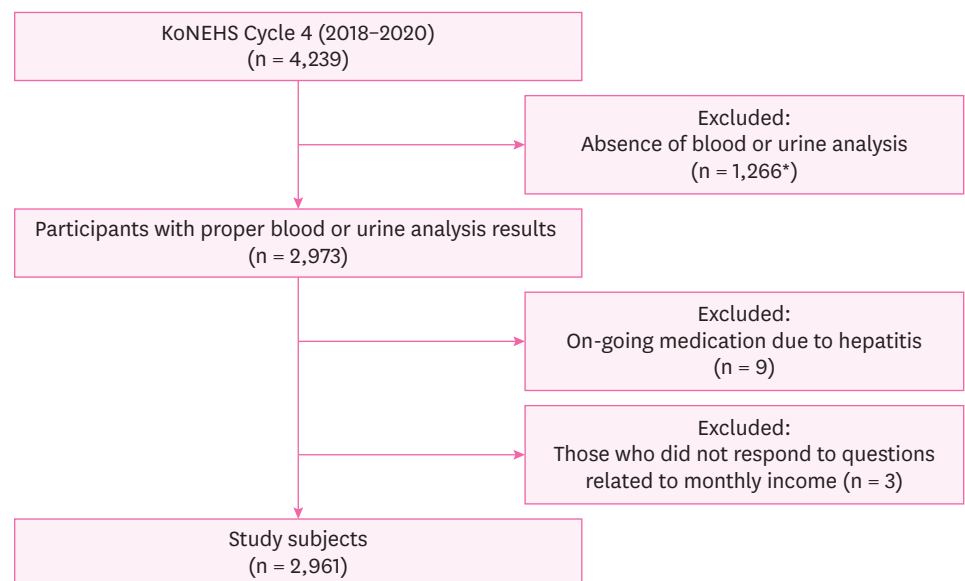 KoNEHS Cycle 4 (2018–2020)
(n = 4,239)
Excluded:
Absence of blood or urine analysis
(n = 1,266*)
Participants with proper blood or urine analysis results
(n = 2,973)
Excluded:
On-going medication due to hepatitis
(n = 9)
Excluded:
Those who did not respond to questions
related to monthly income (n = 3)
Study subjects
(n = 2,961)